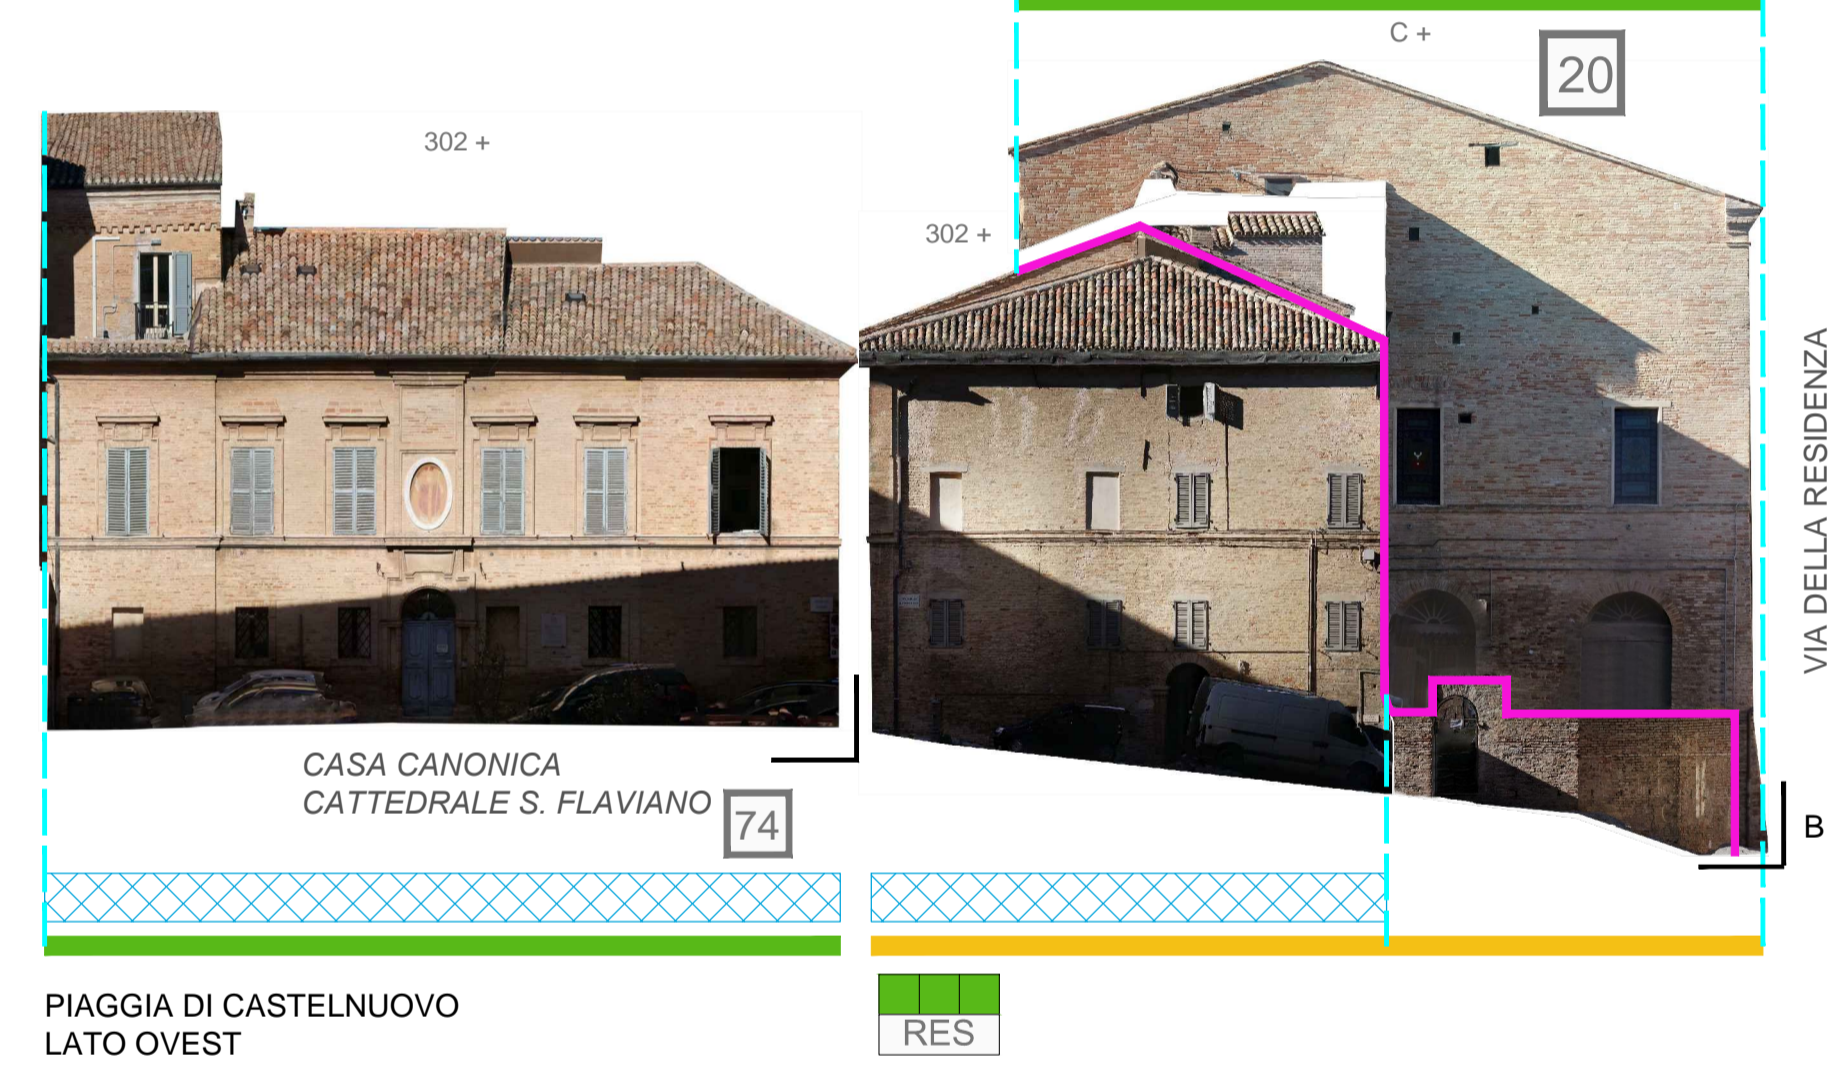 C +
20
302 +
302 +
VIA DELLA RESIDENZA
CASA CANONICA
CATTEDRALE S. FLAVIANO
74
B
PIAGGIA DI CASTELNUOVO
LATO OVEST
RES